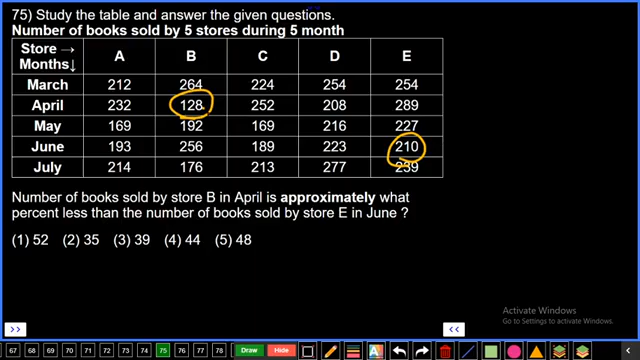 75) Study the table and answer the given questions.
Number of books sold by 5 stores during 5 month
Store → A B C D E
Months↓
March 212 264 224 254 254
April 232 128 252 208 289
May 169 192 169 216 227
June 193 256 189 223 210
July 214 176 213 277 239
Number of books sold by store B in April is approximately what
percent less than the number of books sold by store E in June ?
(1) 52 (2) 35 (3) 39 (4) 44 (5) 48
Activate Windows
Go to Settings to activate Windows.
>> <<
67 68 69 70 71 72 73 74 75 76 77 78 Draw Hide A